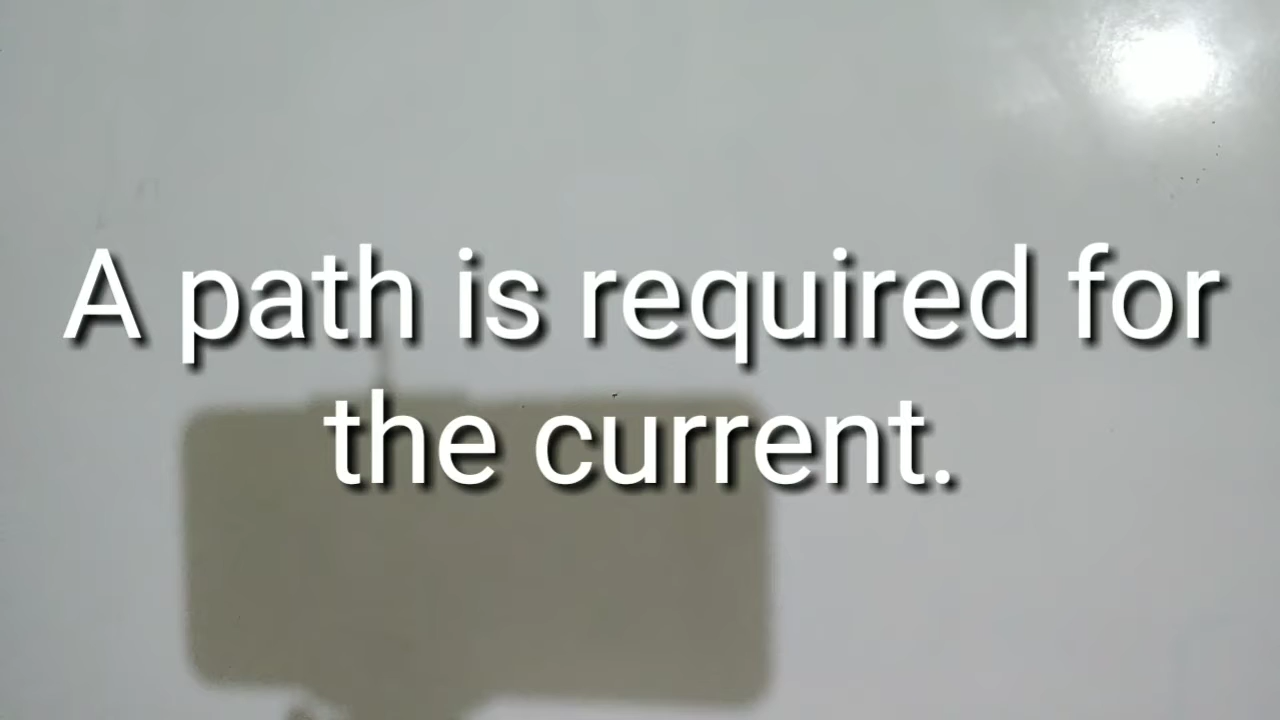 A path is required for
the current.